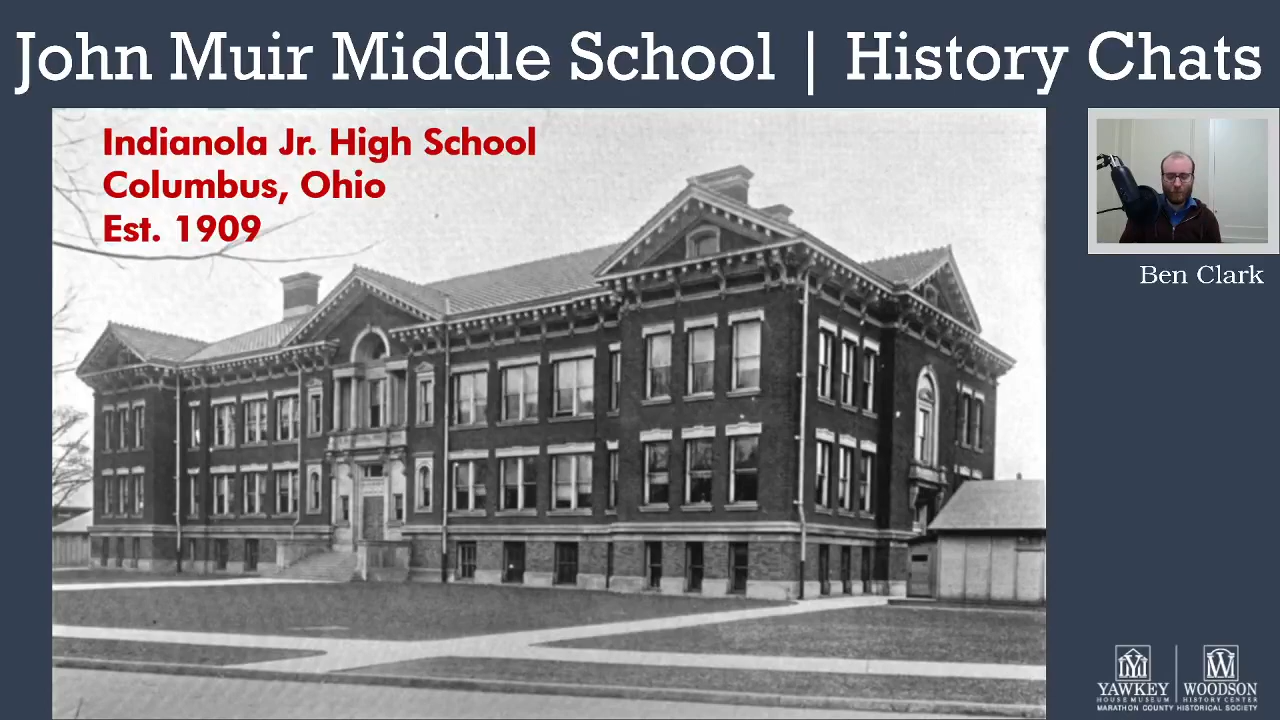 John Muir Middle School | History Chats
Indianola Jr. High School
Columbus, Ohio
Est. 1909
Ben Clark
YAWKEY
HOUSE MUSEUM
WOODSON
HISTORY CENTER
MARATHON COUNTY HISTORICAL SOCIETY